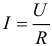 I = U/R